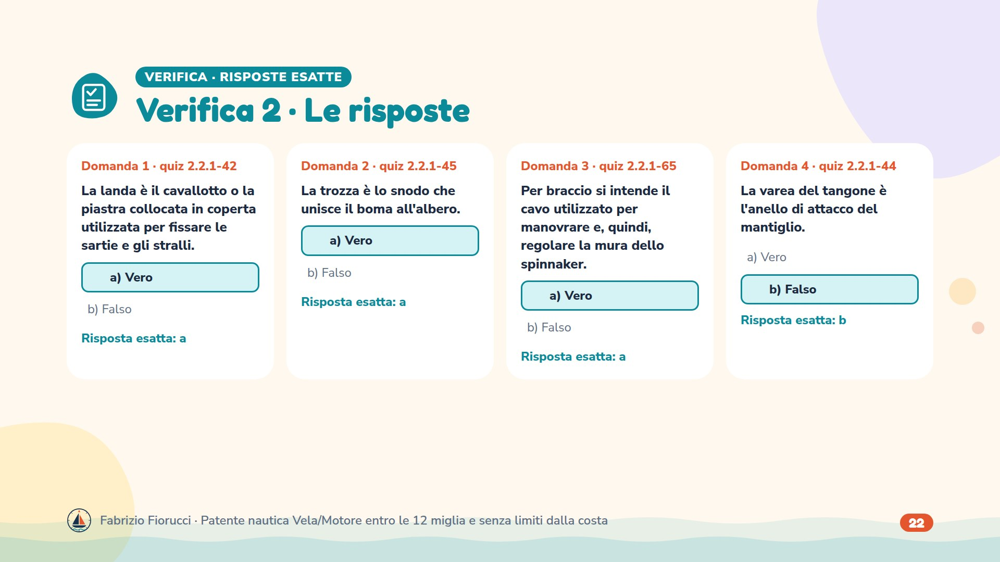 VERIFICA · RISPOSTE ESATTE
Verifica 2 · Le risposte
Domanda 1 · quiz 2.2.1-42
La landa è il cavallotto o la
piastra collocata in coperta
utilizzata per fissare le
sartie e gli stralli.
a) Vero
b) Falso
Risposta esatta: a
Domanda 2 · quiz 2.2.1-45
La trozza è lo snodo che
unisce il boma all'albero.
a) Vero
b) Falso
Risposta esatta: a
Domanda 3 · quiz 2.2.1-65
Per braccio si intende il
cavo utilizzato per
manovrare e, quindi,
regolare la mura dello
spinnaker.
a) Vero
b) Falso
Risposta esatta: a
Domanda 4 · quiz 2.2.1-44
La varea del tangone è
l'anello di attacco del
mantiglio.
a) Vero
b) Falso
Risposta esatta: b
Fabrizio Fiorucci · Patente nautica Vela/Motore entro le 12 miglia e senza limiti dalla costa
22